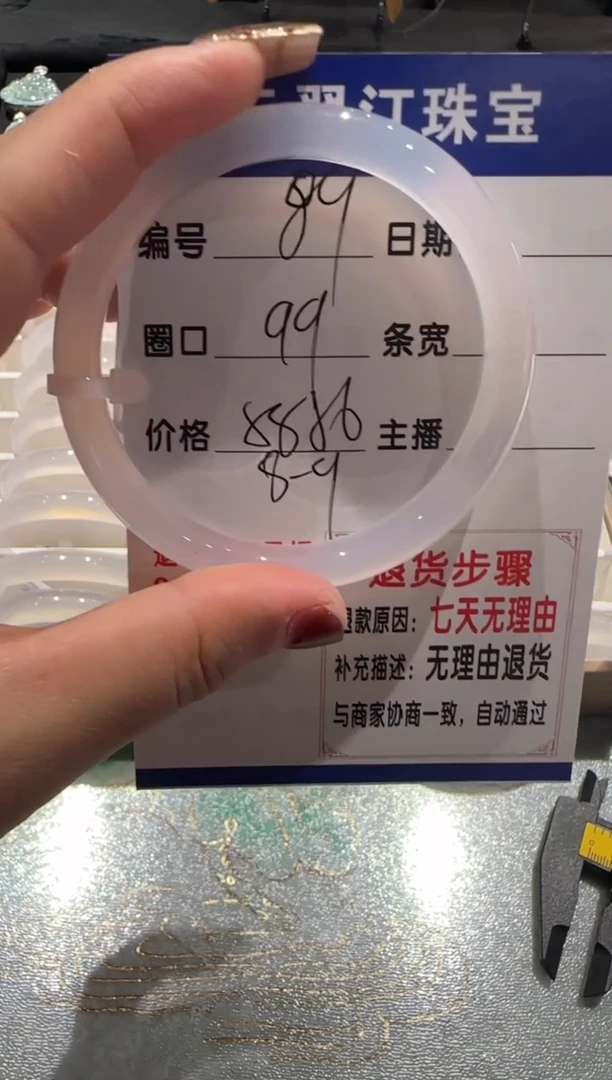 翠江珠宝
编号 89 日期
圈口 99 条宽
价格 8886 主播
8-9
退货步骤
退款原因：七天无理由
补充描述：无理由退货
与商家协商一致，自动通过